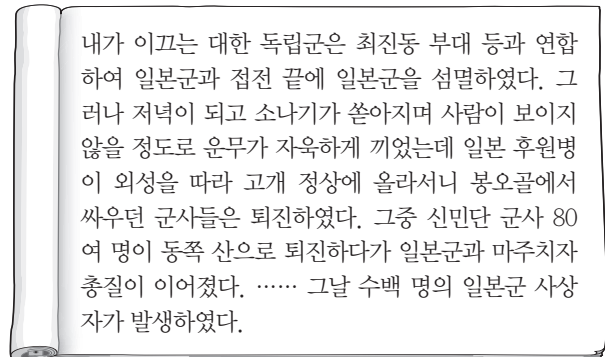 내가 이끄는 대한 독립군은 최진동 부대 등과 연합
하여 일본군과 접전 끝에 일본군을 섬멸하였다. 그
러나 저녁이 되고 소나기가 쏟아지며 사람이 보이지
않을 정도로 운무가 자욱하게 끼었는데 일본 후원병
이 외성을 따라 고개 정상에 올라서니 봉오골에서
싸우던 군사들은 퇴진하였다. 그중 신민단 군사 80
여 명이 동쪽 산으로 퇴진하다가 일본군과 마주치자
총질이 이어졌다. …… 그날 수백 명의 일본군 사상
자가 발생하였다.